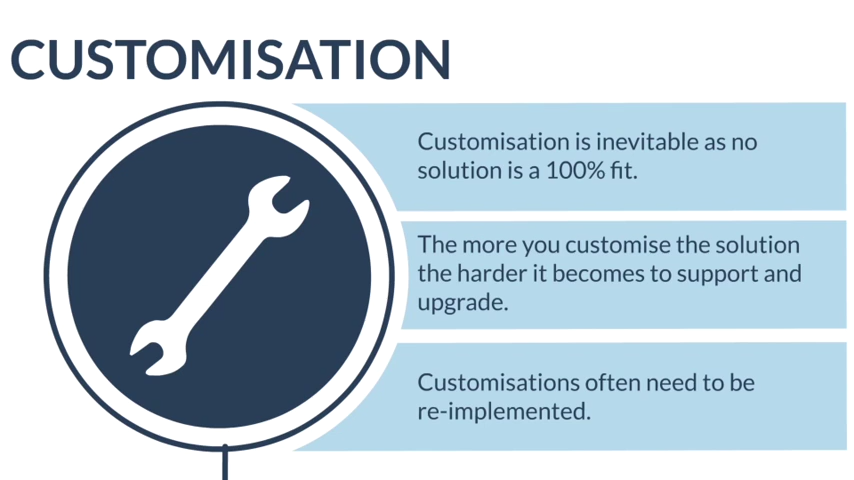 CUSTOMISATION
Customisation is inevitable as no
solution is a 100% fit.
The more you customise the solution
the harder it becomes to support and
upgrade.
Customisations often need to be
re-implemented.